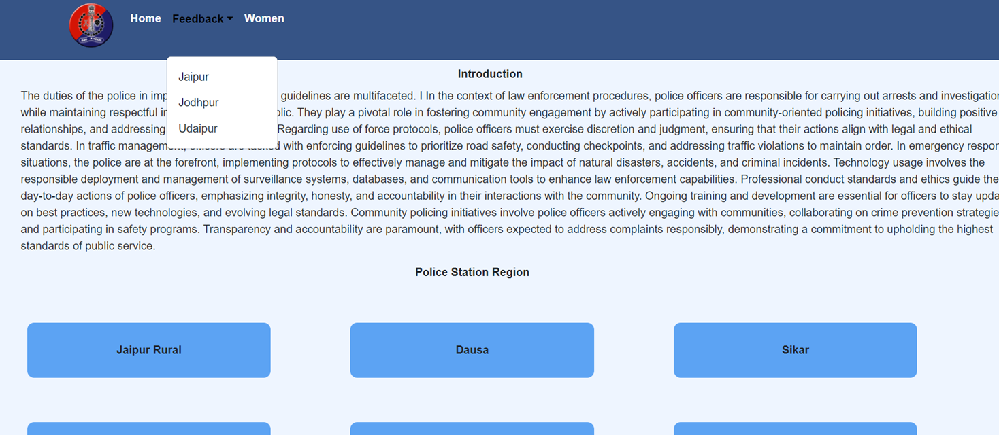 Home Feedback Women
Jaipur
Jodhpur
Udaipur
Introduction
The duties of the police in imp guidelines are multifaceted. I In the context of law enforcement procedures, police officers are responsible for carrying out arrests and investigation
while maintaining respectful in blic. They play a pivotal role in fostering community engagement by actively participating in community-oriented policing initiatives, building positive
relationships, and addressing Regarding use of force protocols, police officers must exercise discretion and judgment, ensuring that their actions align with legal and ethical
standards. In traffic management, officers are tasked with enforcing guidelines to prioritize road safety, conducting checkpoints, and addressing traffic violations to maintain order. In emergency respon
situations, the police are at the forefront, implementing protocols to effectively manage and mitigate the impact of natural disasters, accidents, and criminal incidents. Technology usage involves the
responsible deployment and management of surveillance systems, databases, and communication tools to enhance law enforcement capabilities. Professional conduct standards and ethics guide the
day-to-day actions of police officers, emphasizing integrity, honesty, and accountability in their interactions with the community. Ongoing training and development are essential for officers to stay upda
on best practices, new technologies, and evolving legal standards. Community policing initiatives involve police officers actively engaging with communities, collaborating on crime prevention strategie
and participating in safety programs. Transparency and accountability are paramount, with officers expected to address complaints responsibly, demonstrating a commitment to upholding the highest
standards of public service.
Police Station Region
Jaipur Rural Dausa Sikar